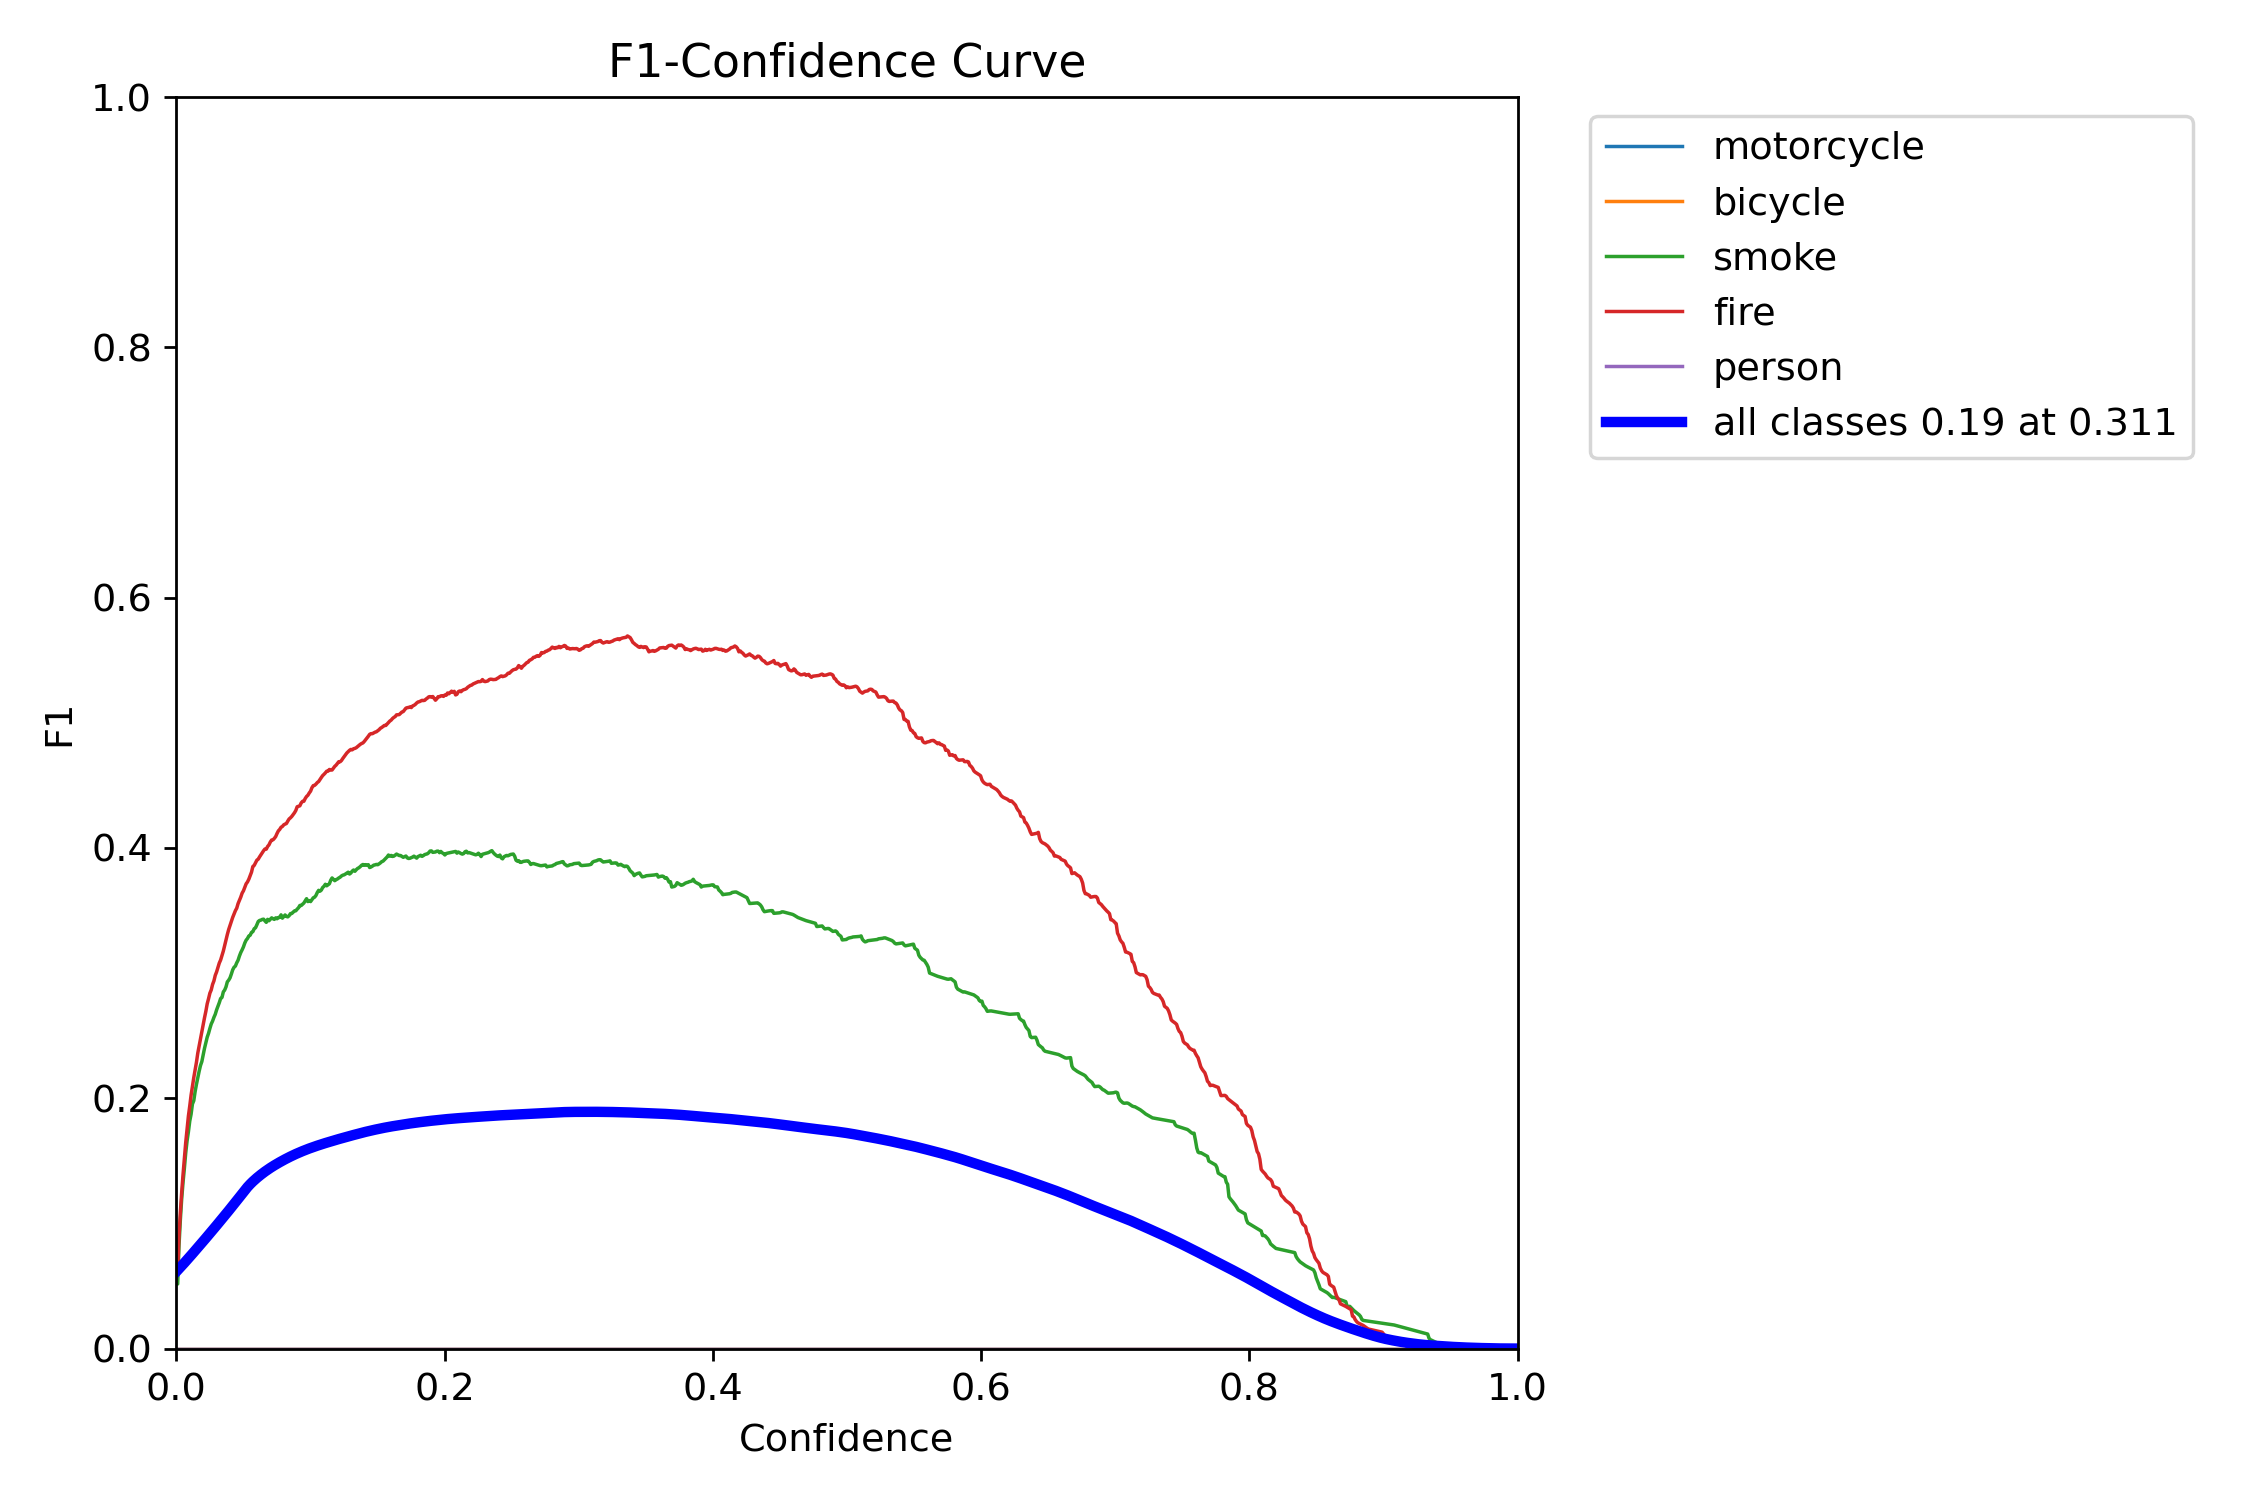 F1-Confidence Curve
1.0
0.8
0.6
0.4
0.2
0.0
F1
0.0 0.2 0.4 0.6 0.8 1.0
Confidence
motorcycle
bicycle
smoke
fire
person
all classes 0.19 at 0.311